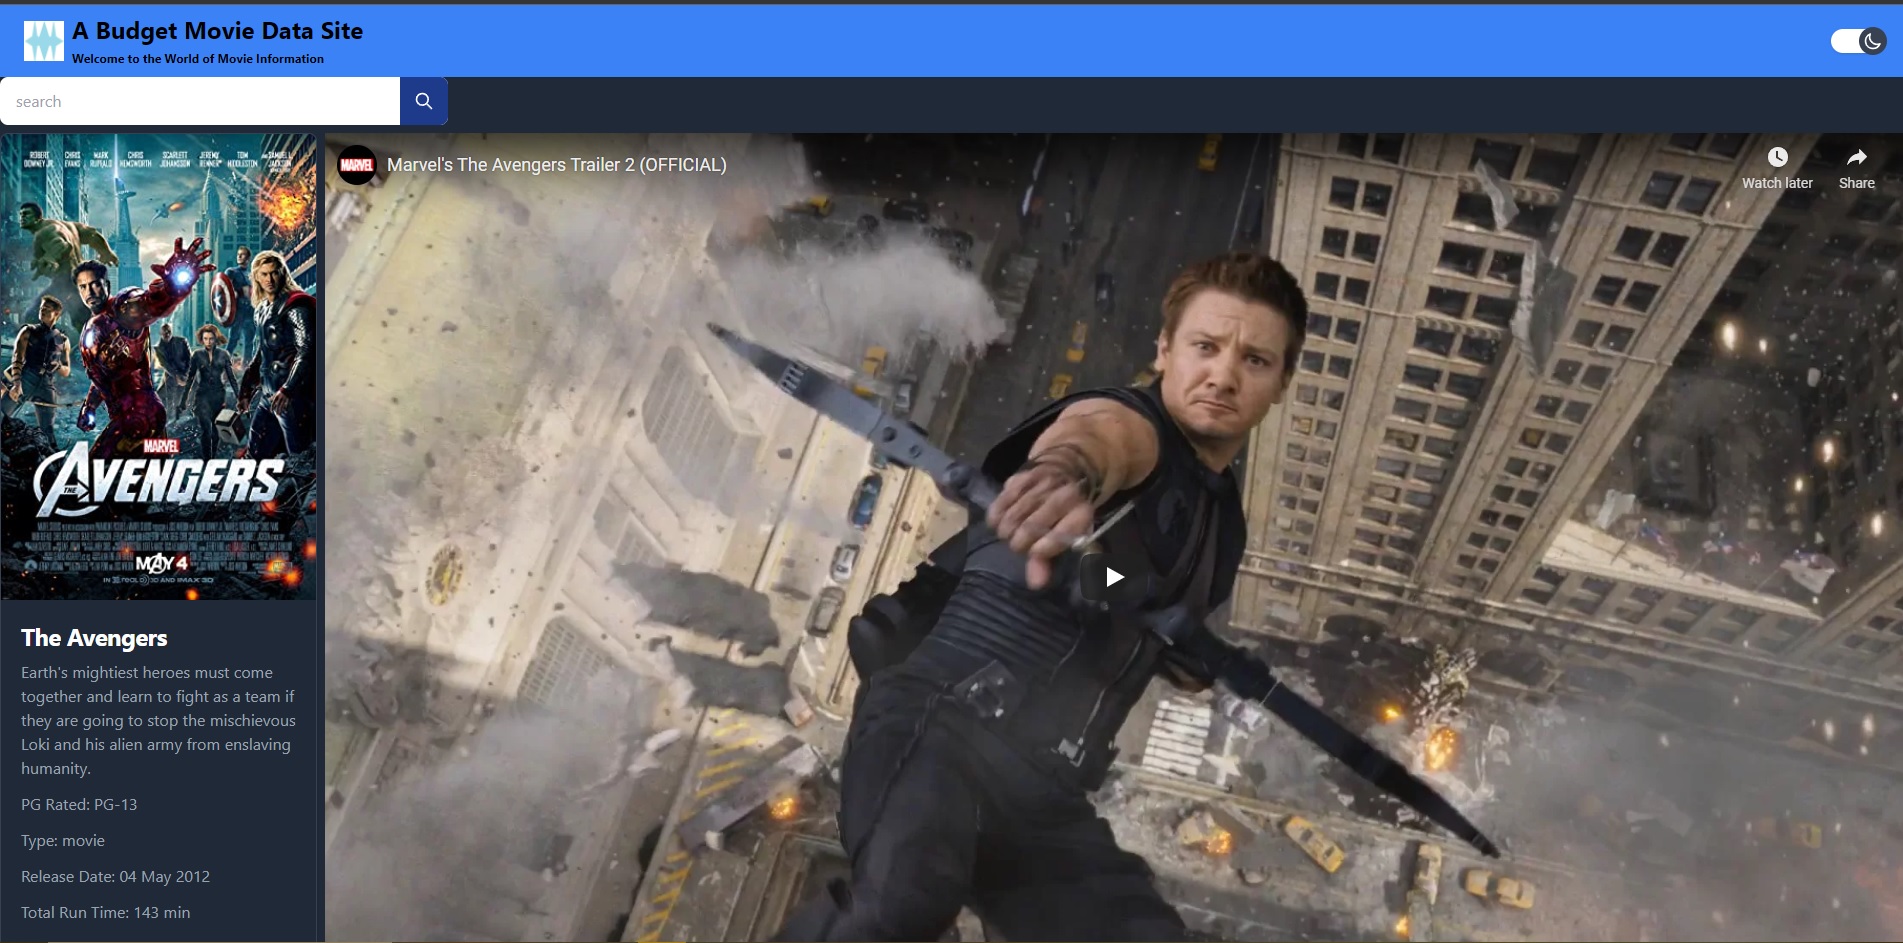 A Budget Movie Data Site
Welcome to the World of Movie Information
search
ROBERT DOWNEY JR.
CHRIS EVANS
MARK RUFFALO
CHRIS HEMSWORTH
SCARLETT JOHANSSON
JEREMY RENNER
TOM HIDDLESTON
AND SAMUEL L. JACKSON
MARVEL
THE AVENGERS
MAY 4
IN REAL D 3D AND IMAX 3D
MARVEL
Marvel's The Avengers Trailer 2 (OFFICIAL)
Watch later
Share
The Avengers
Earth's mightiest heroes must come
together and learn to fight as a team if
they are going to stop the mischievous
Loki and his alien army from enslaving
humanity.
PG Rated: PG-13
Type: movie
Release Date: 04 May 2012
Total Run Time: 143 min